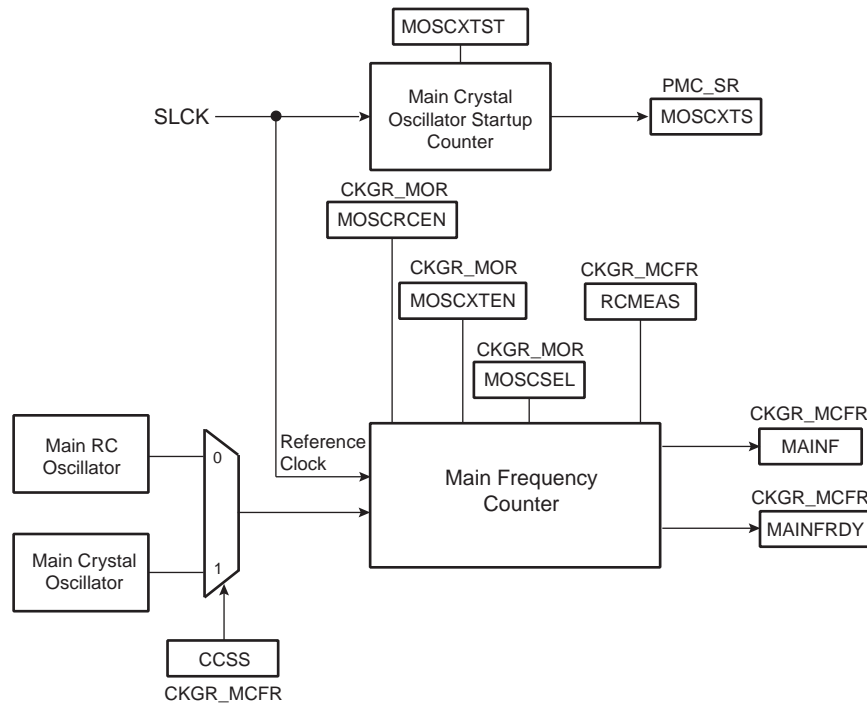 MOSCXTST
SLCK
Main Crystal
Oscillator Startup
Counter
PMC_SR
MOSCXTS
CKGR_MOR
MOSCRCEN
CKGR_MOR
MOSCXTEN
CKGR_MCFR
RCMEAS
CKGR_MOR
MOSCSEL
Main RC
Oscillator
0
Reference
Clock
Main Frequency
Counter
CKGR_MCFR
MAINF
CKGR_MCFR
MAINFRDY
Main Crystal
Oscillator
1
CCSS
CKGR_MCFR